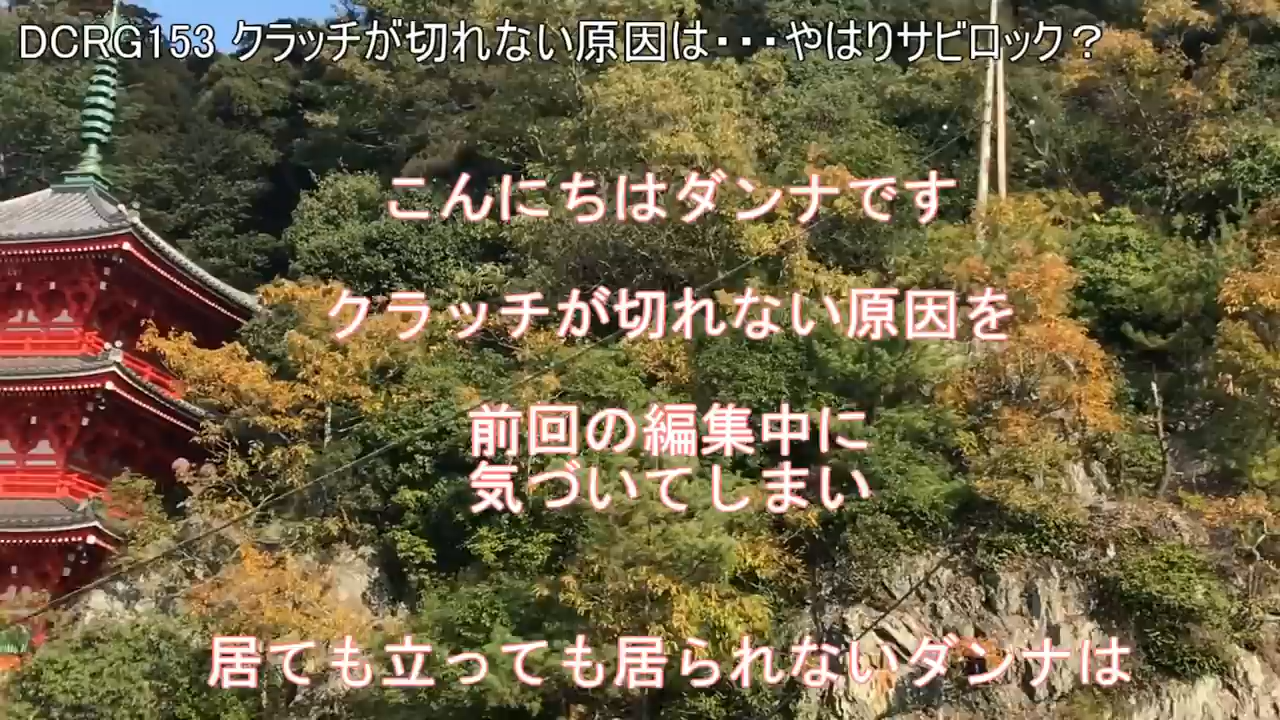 DCRG153 クラッチが切れない原因は・・・やはりサビロック？
こんにちはダンナです
クラッチが切れない原因を
前回の編集中に
気づいてしまい
居ても立っても居られないダンナは